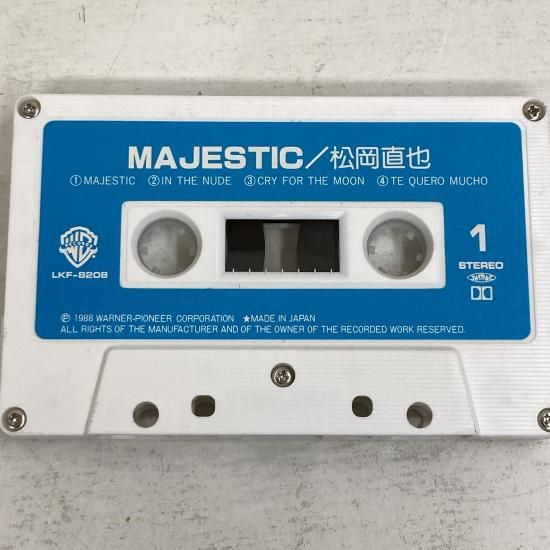 MAJESTIC/松岡直也
①MAJESTIC ②IN THE NUDE ③CRY FOR THE MOON ④TE QUERO MUCHO
LKF-8208
1
STEREO
Ⓟ 1988 WARNER-PIONEER CORPORATION ★MADE IN JAPAN
ALL RIGHTS OF THE MANUFACTURER AND OF THE OWNER OF THE RECORDED WORK RESERVED.